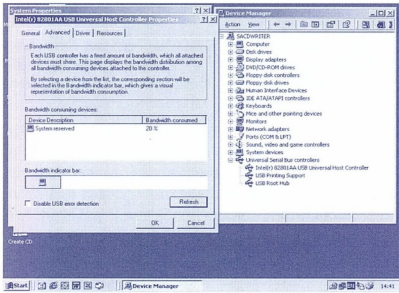 System Properties
Intel(r) 82801AA USB Universal Host Controller Properties
General
Advanced
Driver
Resources
Bandwidth
Each USB controller has a fixed amount of bandwidth, which all attached
devices must share. This page displays the bandwidth distribution among
all bandwidth consuming devices attached to the controller.
By selecting a device from the list, the corresponding section will be
selected in the Bandwidth indicator bar, which gives a visual
representation of bandwidth consumption.
Bandwidth consuming devices:
Device Description
Bandwidth consumed
System reserved
20 %
Bandwidth indicator bar:
Disable USB error detection
Refresh
OK
Cancel
Create CD
Device Manager
Action
View
SACDWRITER
Computer
Disk drives
Display adapters
DVD/CD-ROM drives
Floppy disk controllers
Floppy disk drives
Human Interface Devices
IDE ATA/ATAPI controllers
Keyboards
Mice and other pointing devices
Monitors
Network adapters
Ports (COM & LPT)
Sound, video and game controllers
System devices
Universal Serial Bus controllers
Intel(r) 82801AA USB Universal Host Controller
USB Printing Support
USB Root Hub
Start
Device Manager
14:41